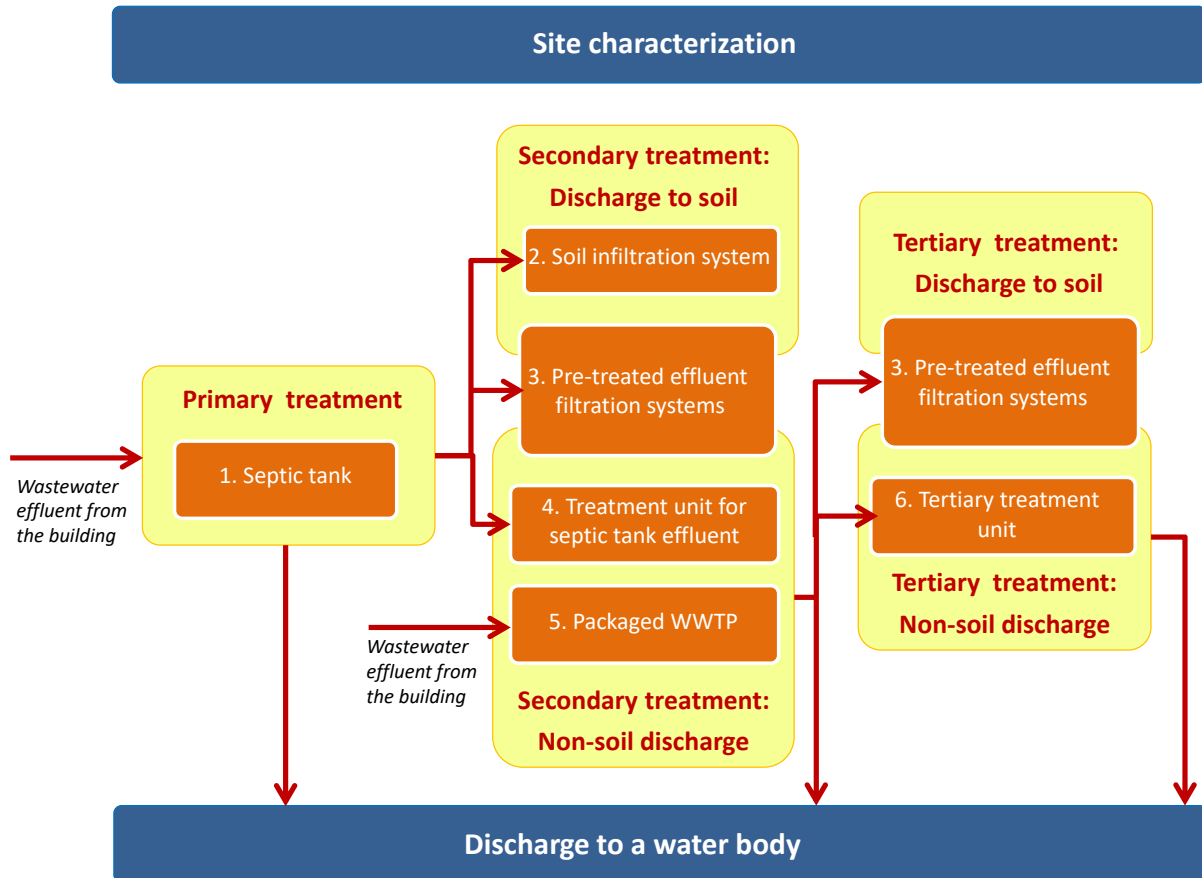 Site characterization
Secondary treatment:
Discharge to soil
2. Soil infiltration system
3. Pre-treated effluent
filtration systems
Primary treatment
1. Septic tank
Wastewater
effluent from
the building
4. Treatment unit for
septic tank effluent
5. Packaged WWTP
Wastewater
effluent from
the building
Secondary treatment:
Non-soil discharge
Tertiary treatment:
Discharge to soil
3. Pre-treated effluent
filtration systems
6. Tertiary treatment
unit
Tertiary treatment:
Non-soil discharge
Discharge to a water body